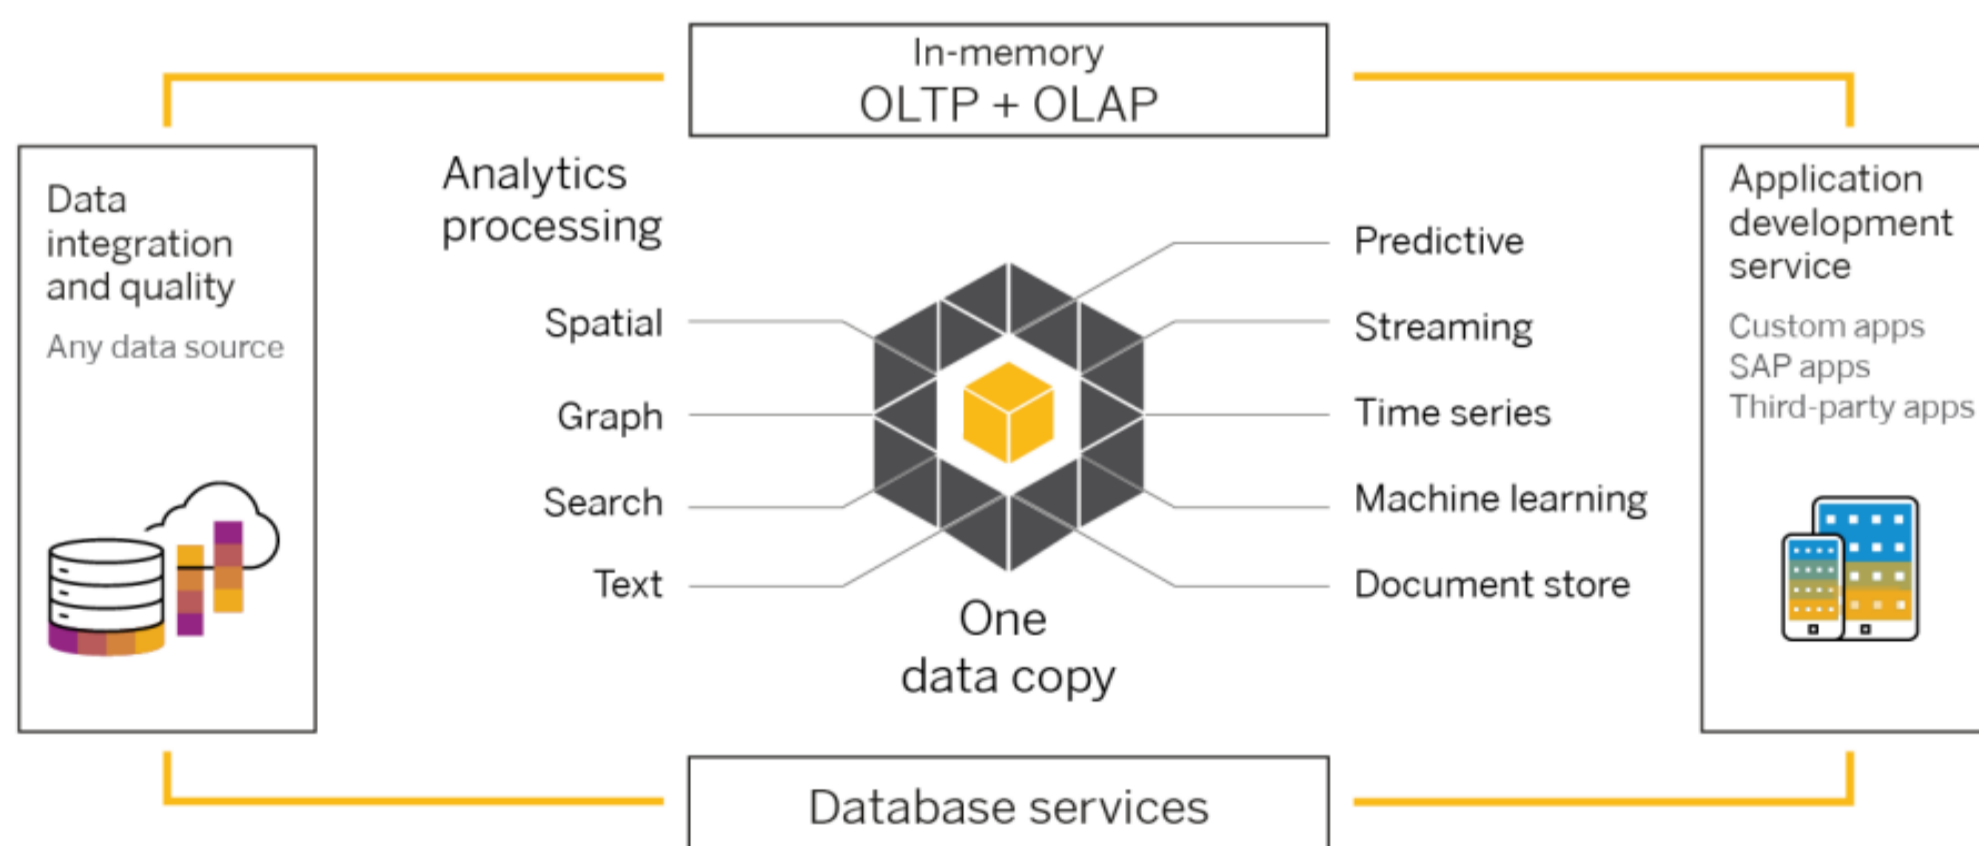 In-memory
OLTP + OLAP
Data
integration
and quality
Any data source
Analytics
processing
Spatial
Graph
Search
Text
Predictive
Streaming
Time series
Machine learning
Document store
One
data copy
Application
development
service
Custom apps
SAP apps
Third-party apps
Database services